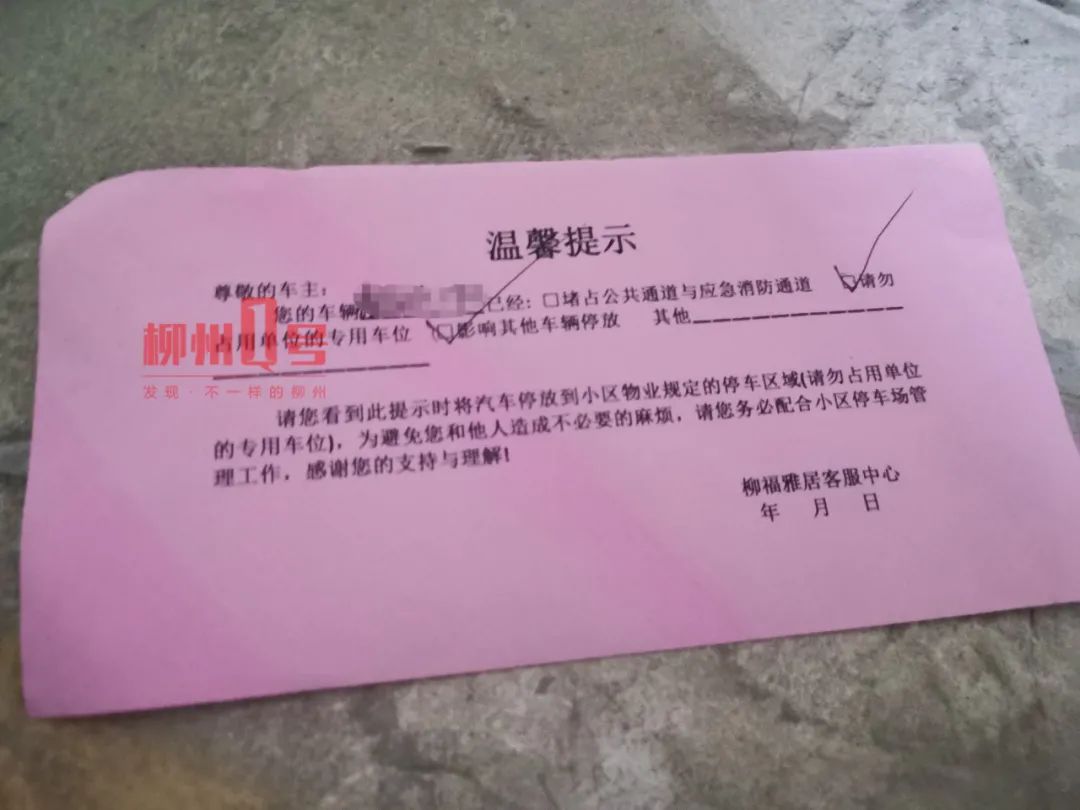 温馨提示
尊敬的车主：
您的车辆 已经：□堵占公共通道与应急消防通道 ☑请勿
占用单位的专用车位 ☑影响其他车辆停放 其他
柳州1号
发现·不一样的柳州
请您看到此提示时将汽车停放到小区物业规定的停车区域(请勿占用单位
的专用车位)，为避免您和他人造成不必要的麻烦，请您务必配合小区停车场管
理工作，感谢您的支持与理解!
柳福雅居客服中心
年 月 日